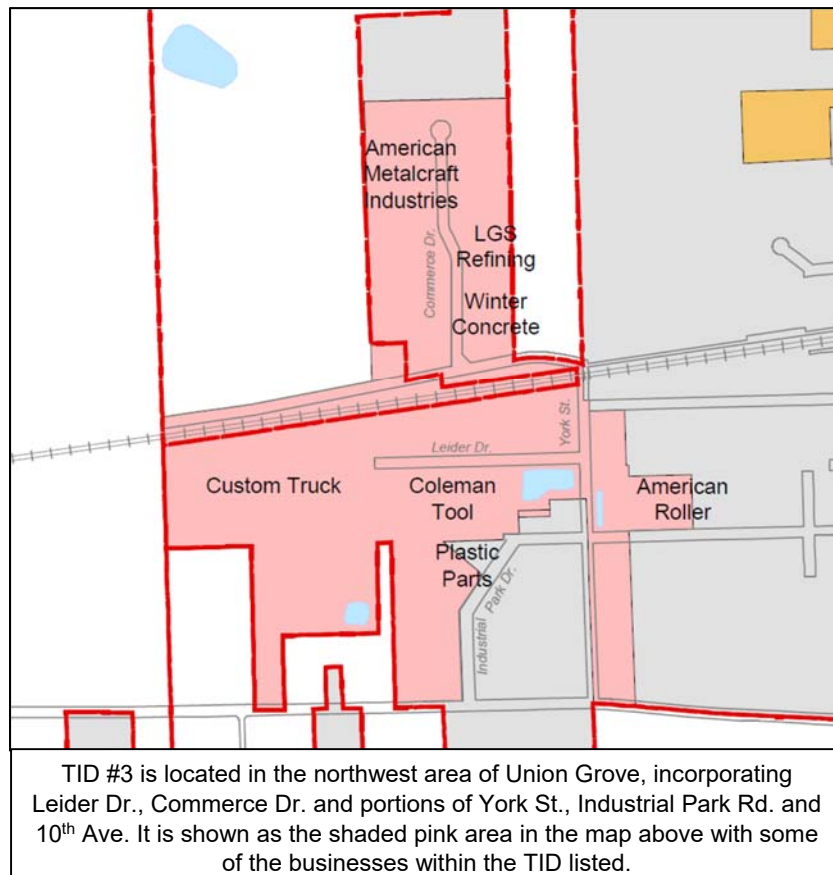 American
Metalcraft
Industries
Commerce Dr.
LGS
Refining
Winter
Concrete
York St.
Leider Dr.
Custom Truck
Coleman
Tool
American
Roller
Plastic
Parts
Industrial Park Dr.
TID #3 is located in the northwest area of Union Grove, incorporating
Leider Dr., Commerce Dr. and portions of York St., Industrial Park Rd. and
10th Ave. It is shown as the shaded pink area in the map above with some
of the businesses within the TID listed.